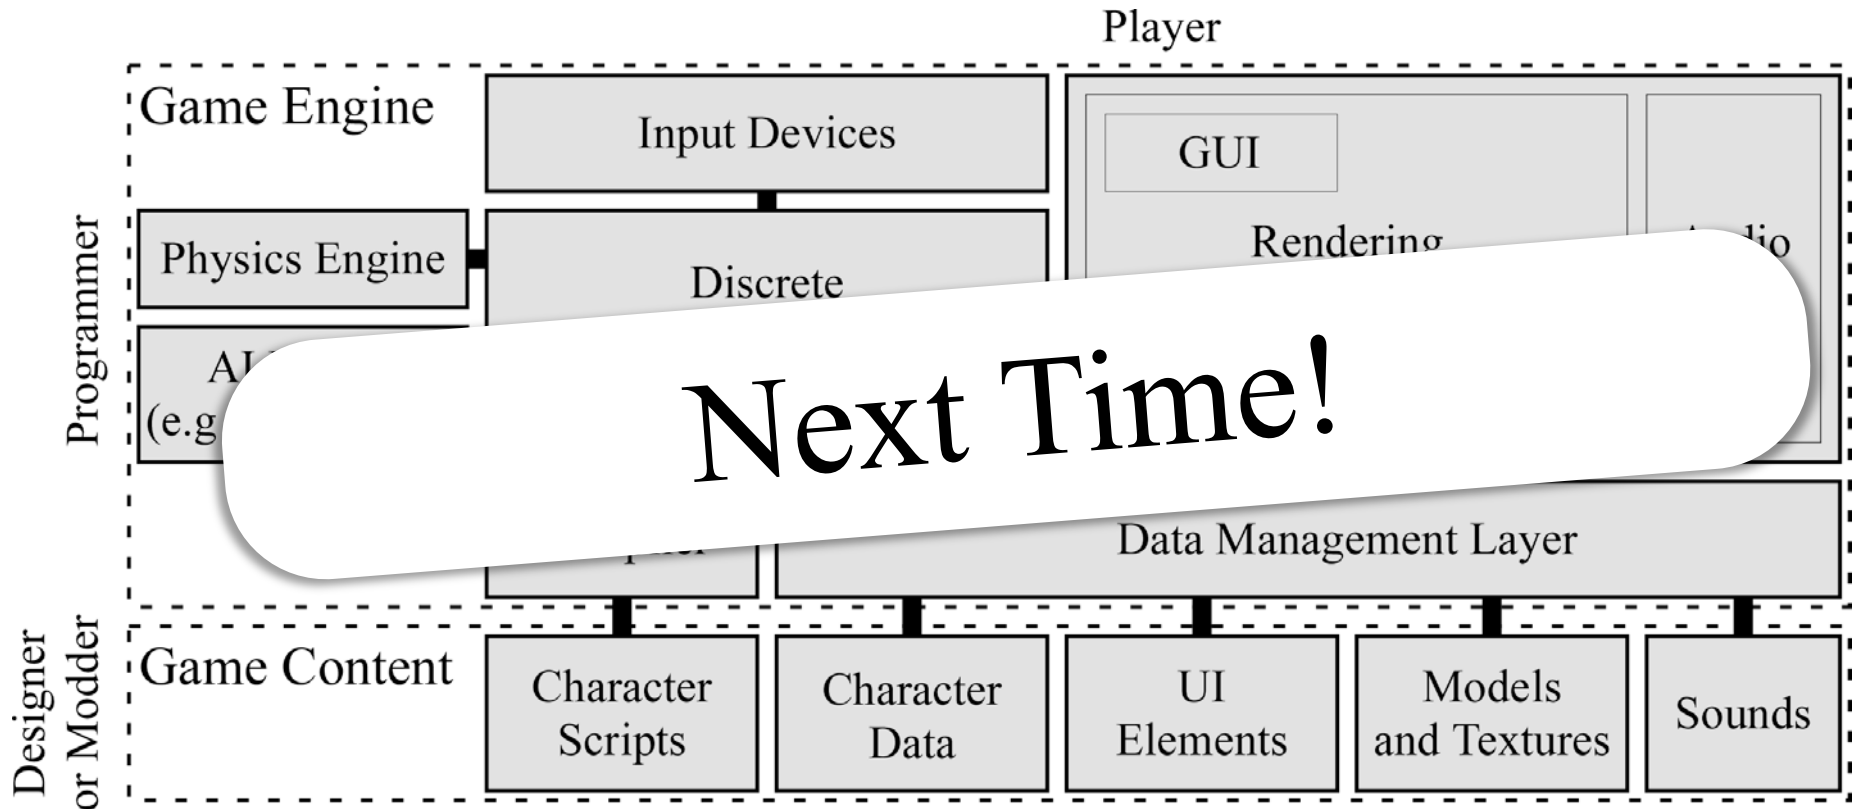 Player
Game Engine
Input Devices
GUI
Programmer
Physics Engine
Discrete
Rendering
(e.g
Next Time!
Data Management Layer
Designer
or Modder
Game Content
Character
Scripts
Character
Data
UI
Elements
Models
and Textures
Sounds